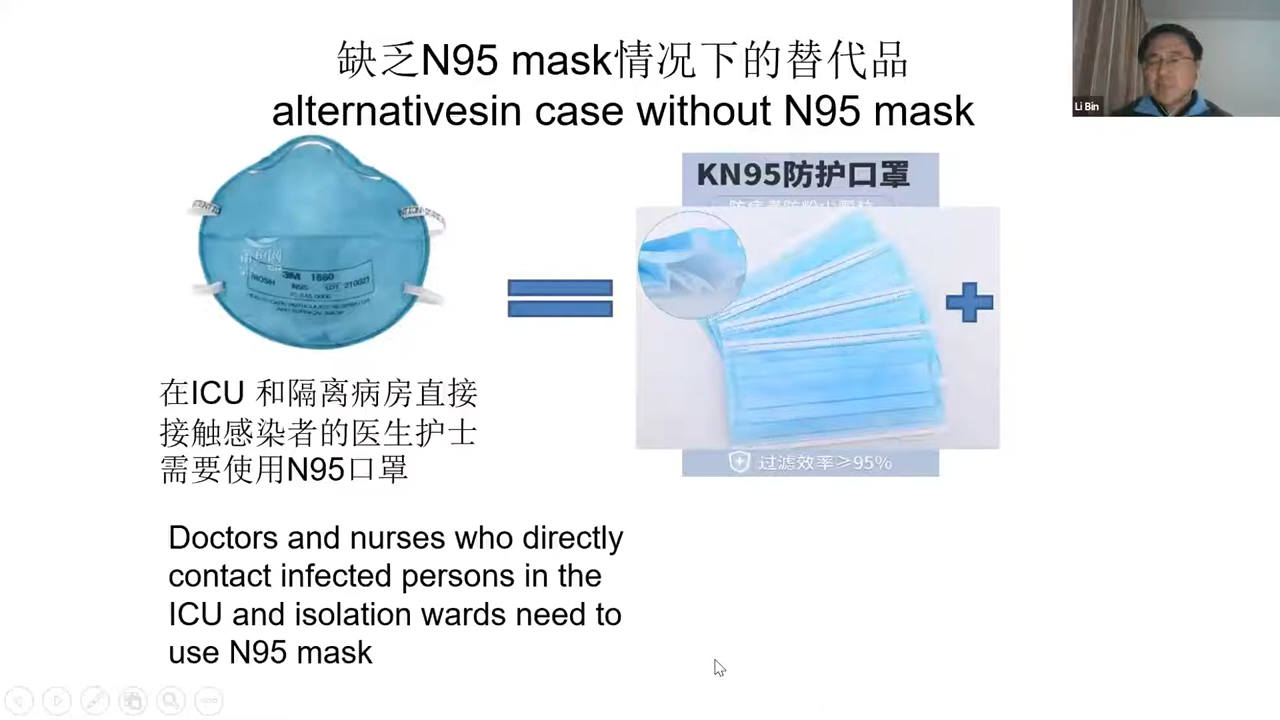 缺乏N95 mask情况下的替代品
alternativesin case without N95 mask
Li Bin
KN95防护口罩
3M 1860
N95
在ICU 和隔离病房直接
接触感染者的医生护士
需要使用N95口罩
过滤效率≥95%
Doctors and nurses who directly
contact infected persons in the
ICU and isolation wards need to
use N95 mask